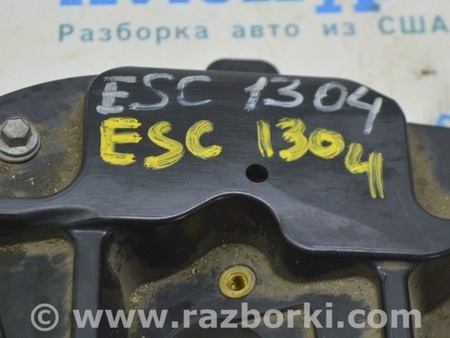 Разборка авто из США
ESC 1304
ESC 1304
www.razborki.com